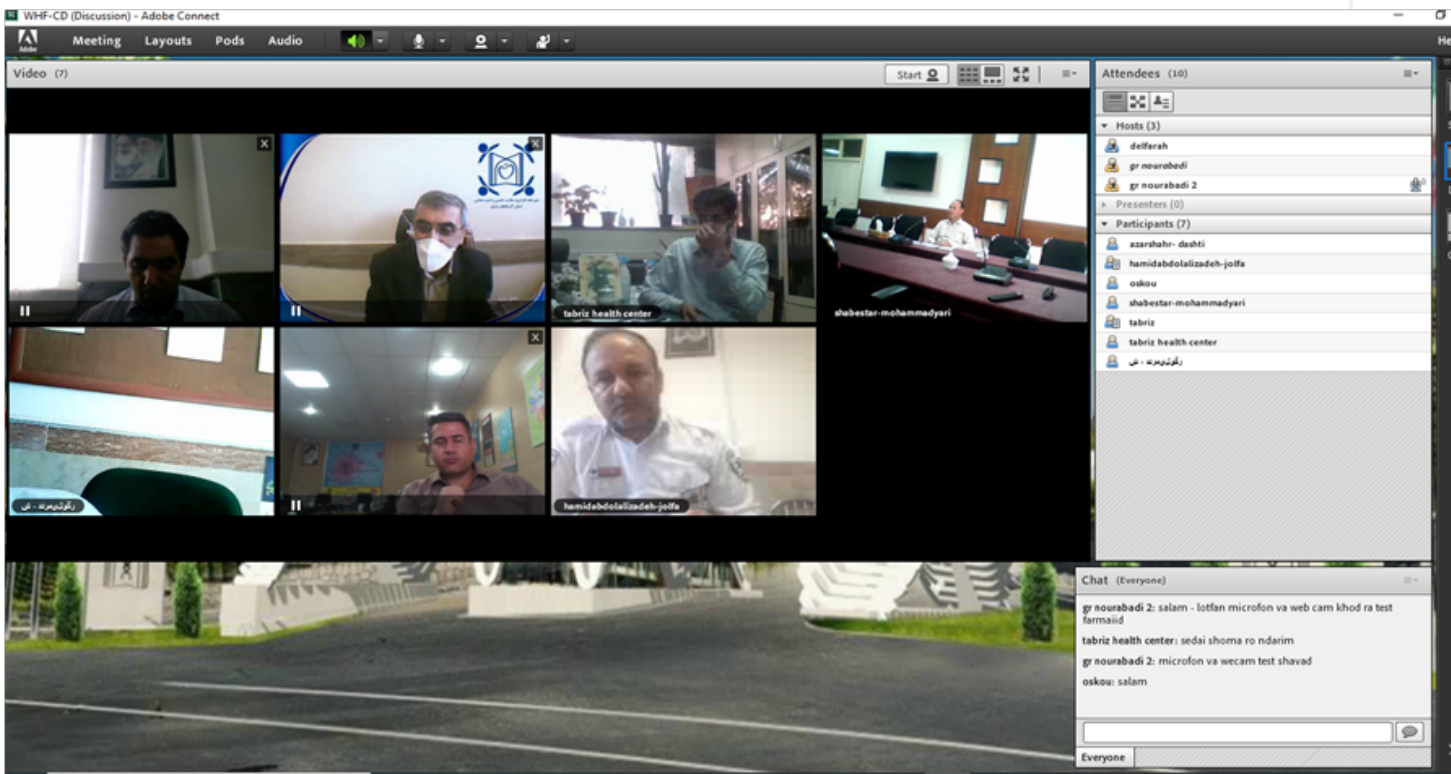 WHF-CD (Discussion) - Adobe Connect
Adobe
Meeting
Layouts
Pods
Audio
He
Video (7)
Start
tabriz health center
shabestar-mohammadyari
hamidabdolalizadeh-jolfa
Attendees (10)
Hosts (3)
delfarah
gr nourabadi
gr nourabadi 2
Presenters (0)
Participants (7)
azarshahr- dashti
hamidabdolalizadeh-jolfa
oskou
shabestar-mohammadyari
tabriz
tabriz health center
Chat (Everyone)
gr nourabadi 2: salam - lotfan microfon va web cam khod ra test
farmaiid
tabriz health center: sedai shoma ro ndarim
gr nourabadi 2: microfon va wecam test shavad
oskou: salam
Everyone